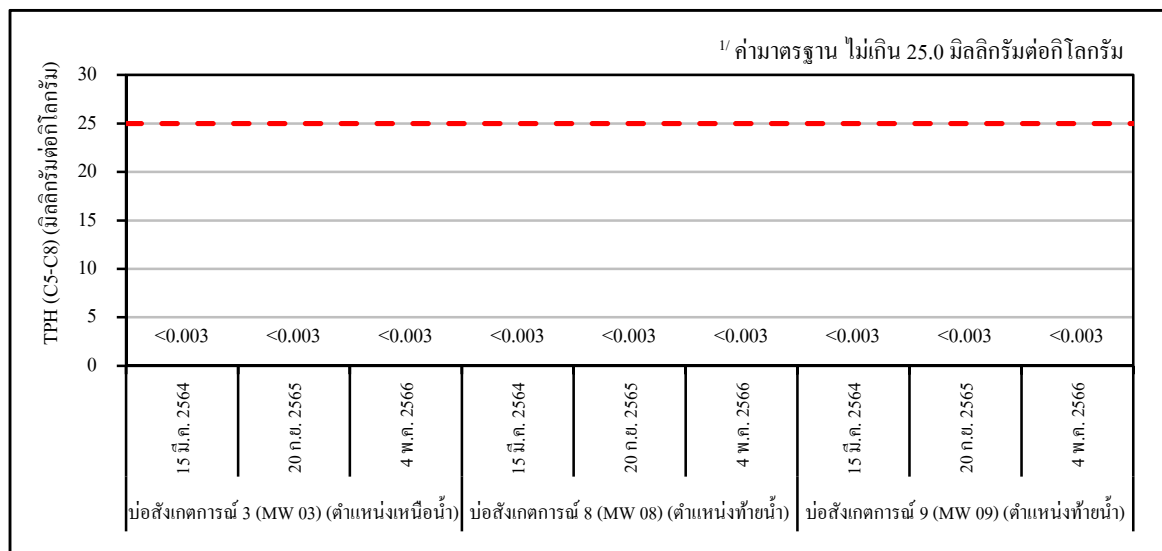 1/ ค่ามาตรฐาน ไม่เกิน 25.0 มิลลิกรัมต่อกิโลกรัม
TPH (C5-C8) (มิลลิกรัมต่อกิโลกรัม)
30
25
20
15
10
5
0
<0.003 <0.003 <0.003 <0.003 <0.003 <0.003 <0.003 <0.003 <0.003
15 มี.ค. 2564 20 ก.ย. 2565 4 พ.ค. 2566 15 มี.ค. 2564 20 ก.ย. 2565 4 พ.ค. 2566 15 มี.ค. 2564 20 ก.ย. 2565 4 พ.ค. 2566
บ่อสังเกตการณ์ 3 (MW 03) (ตำแหน่งเหนือน้ำ) บ่อสังเกตการณ์ 8 (MW 08) (ตำแหน่งท้ายน้ำ) บ่อสังเกตการณ์ 9 (MW 09) (ตำแหน่งท้ายน้ำ)